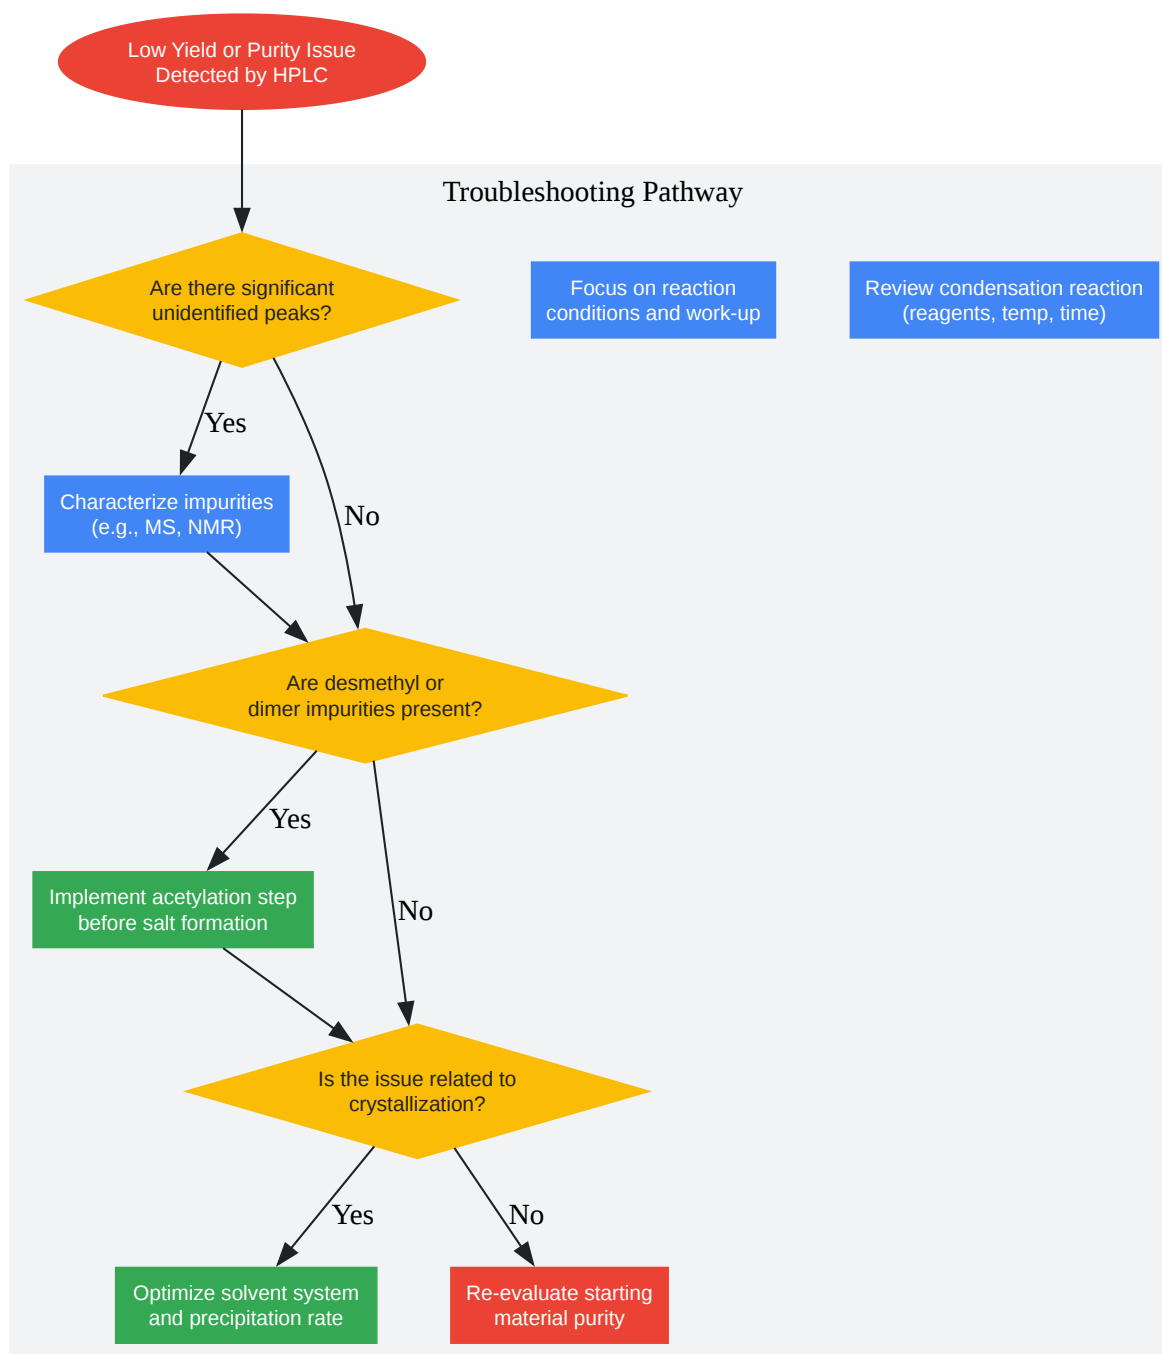 Low Yield or Purity Issue
Detected by HPLC
Troubleshooting Pathway
Are there significant
unidentified peaks?
Focus on reaction
conditions and work-up
Review condensation reaction
(reagents, temp, time)
Yes
Characterize impurities
(e.g., MS, NMR)
No
Are desmethyl or
dimer impurities present?
Yes
Implement acetylation step
before salt formation
No
Is the issue related to
crystallization?
Yes
No
Optimize solvent system
and precipitation rate
Re-evaluate starting
material purity